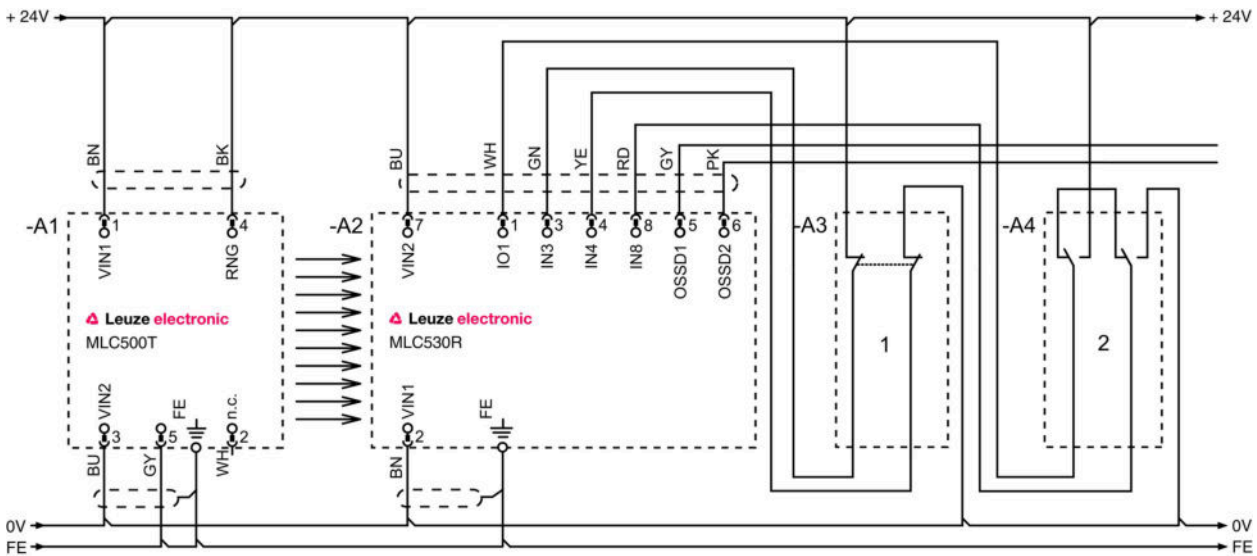 + 24V
+ 24V
BN
BK
BU
WH
GN
YE
RD
GY
PK
-A1
1
4
-A2
7
1
3
4
8
5
6
-A3
-A4
VIN1
RNG
VIN2
IO1
IN3
IN4
IN8
OSSD1
OSSD2
Leuze electronic
MLC500T
Leuze electronic
MLC530R
1
2
VIN2
FE
n.c.
VIN1
FE
3
5
2
2
BU
GY
WH
BN
0V
0V
FE
FE